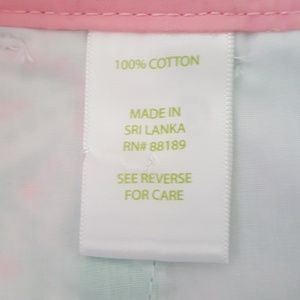 100% COTTON
MADE IN
SRI LANKA
RN# 88189
SEE REVERSE
FOR CARE